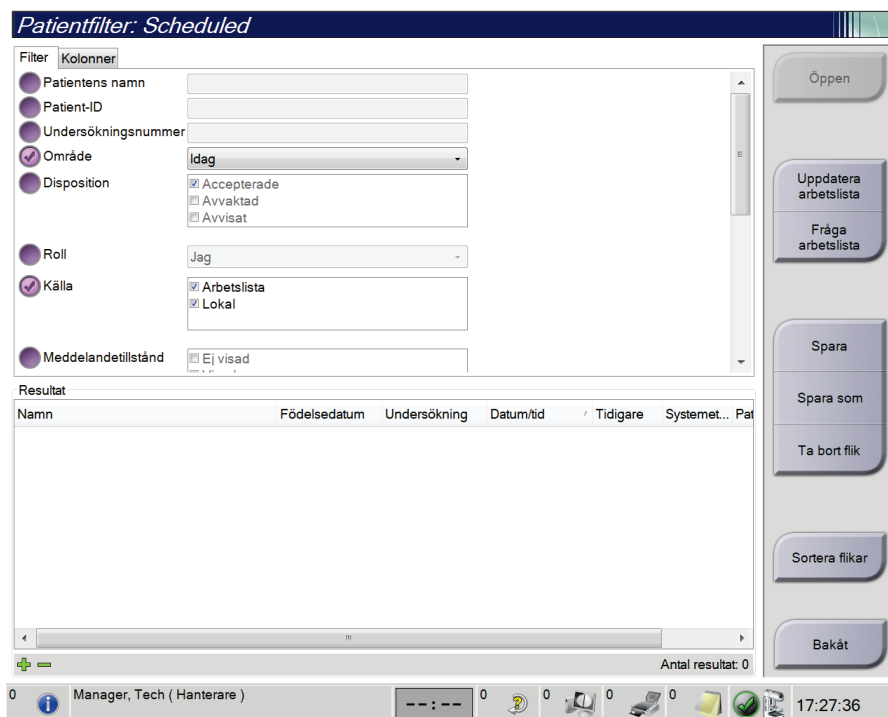 Patientfilter: Scheduled
Filter
Kolonner
Patientens namn
Patient-ID
Undersökningsnummer
Område
Idag
Disposition
Accepterade
Avvaktad
Avvisat
Roll
Jag
Källa
Arbetslista
Lokal
Meddelandetillstånd
Ej visad
Resultat
Namn Födelsedatum Undersökning Datum/tid Tidigare Systemet... Pat
Antal resultat: 0
Öppen
Uppdatera
arbetslista
Fråga
arbetslista
Spara
Spara som
Ta bort flik
Sortera flikar
Bakåt
0 Manager, Tech ( Hanterare ) --:-- 0 0 0 0 17:27:36